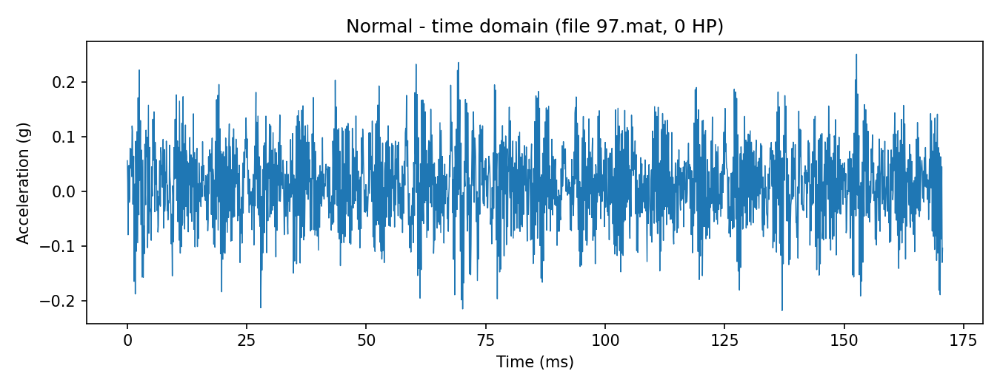 Normal - time domain (file 97.mat, 0 HP)
Acceleration (g)
0.2
0.1
0.0
−0.1
−0.2
0 25 50 75 100 125 150 175
Time (ms)